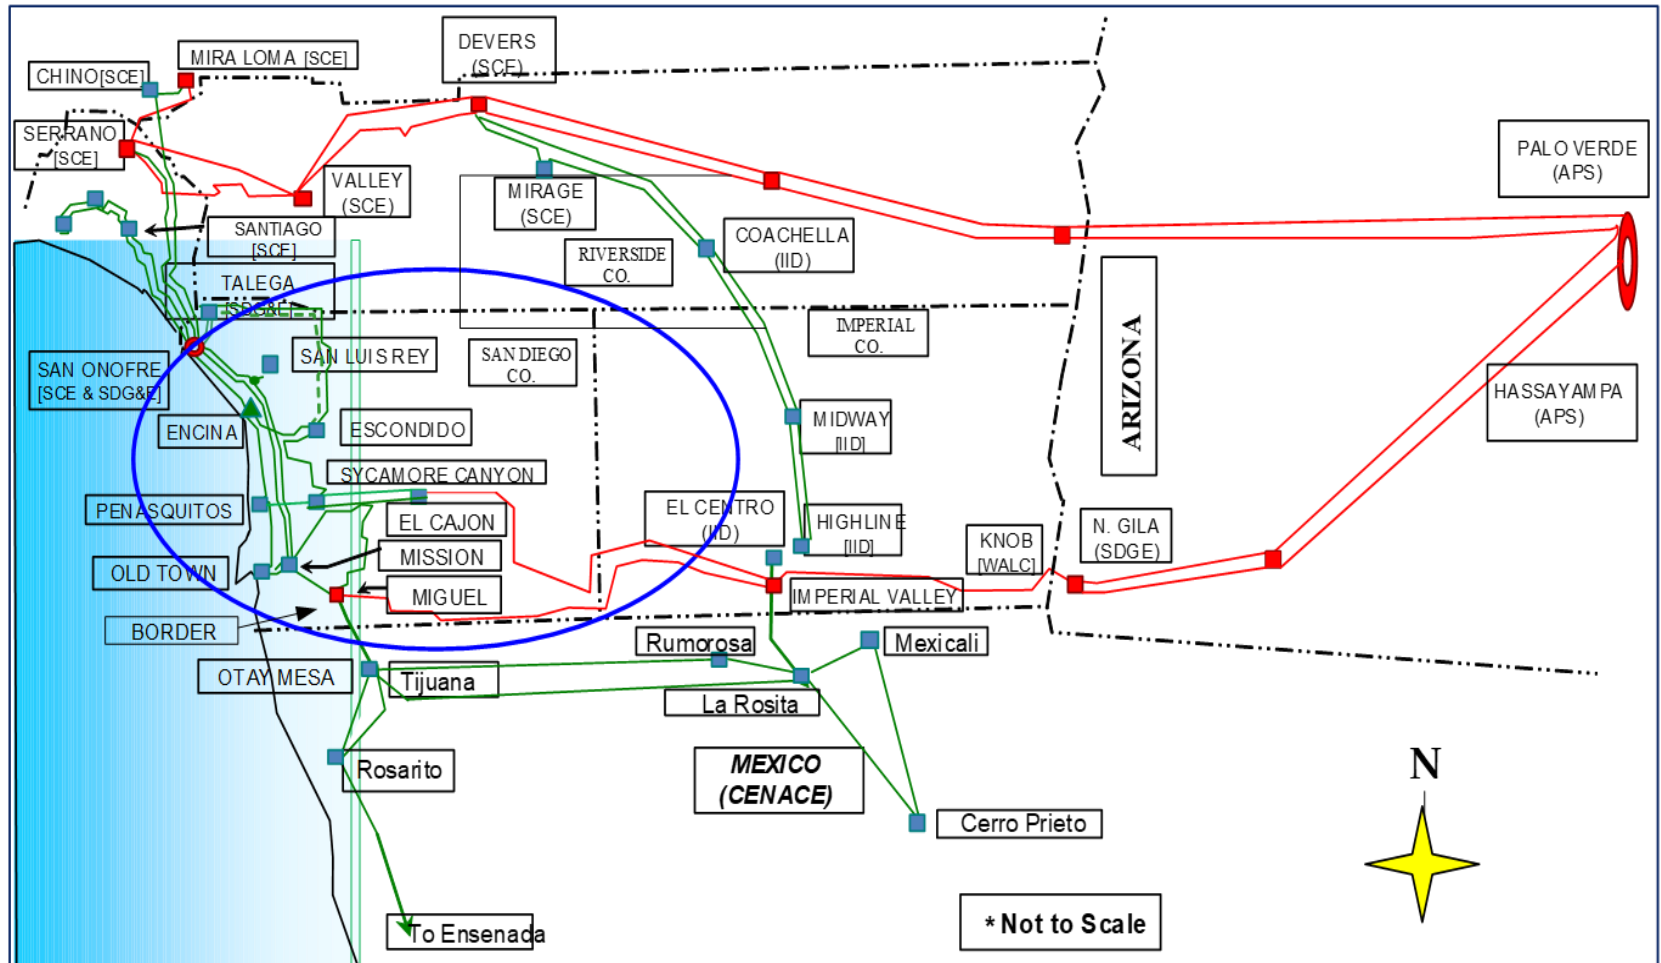 MIRA LOMA [SCE]
CHINO[SCE]
DEVERS
(SCE)
SERRANO
[SCE]
VALLEY
(SCE)
MIRAGE
(SCE)
PALO VERDE
(APS)
SANTIAGO
[SCE]
COACHELLA
(IID)
RIVERSIDE
CO.
TALEGA
[SDG&E]
IMPERIAL
CO.
SAN DIEGO
CO.
SAN LUIS REY
SAN ONOFRE
[SCE & SDG&E]
ARIZONA
HASSAYAMPA
(APS)
ENCINA
ESCONDIDO
MIDWAY
[IID]
SYCAMORE CANYON
PENASQUITOS
EL CAJON
EL CENTRO
(IID)
HIGHLINE
[IID]
KNOB
[WALC]
N. GILA
(SDGE)
MISSION
OLD TOWN
MIGUEL
IMPERIAL VALLEY
BORDER
Rumorosa
Mexicali
OTAY MESA
Tijuana
La Rosita
Rosarito
MEXICO
(CENACE)
N
Cerro Prieto
To Ensenada
* Not to Scale